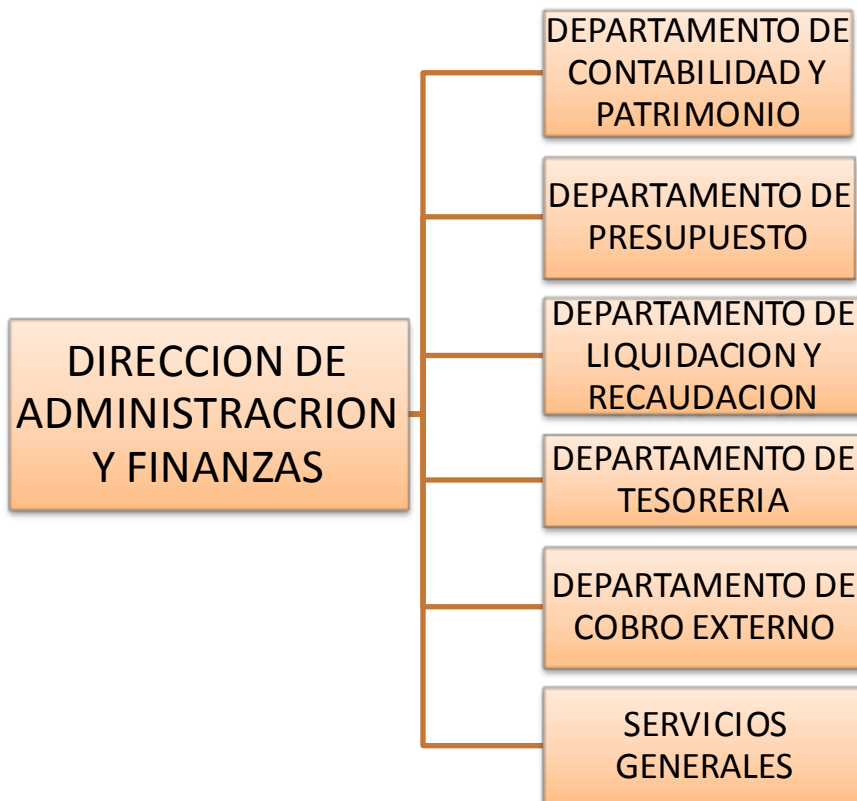 DEPARTAMENTO DE
CONTABILIDAD Y
PATRIMONIO
DEPARTAMENTO DE
PRESUPUESTO
DEPARTAMENTO DE
LIQUIDACION Y
RECAUDACION
DIRECCION DE
ADMINISTRACRION
Y FINANZAS
DEPARTAMENTO DE
TESORERIA
DEPARTAMENTO DE
COBRO EXTERNO
SERVICIOS
GENERALES